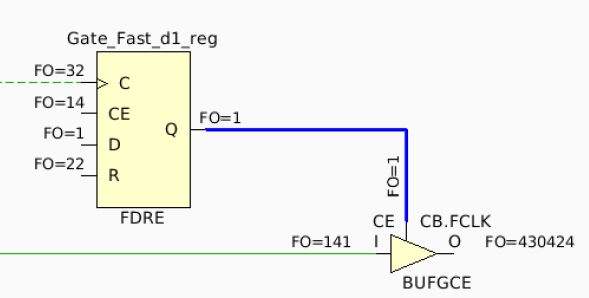 Gate_Fast_d1_reg
FO=32
C
FO=14
CE
FO=1
D
Q
FO=1
FO=22
R
FDRE
FO=1
CE
CB.FCLK
FO=141
I
O
FO=430424
BUFGCE